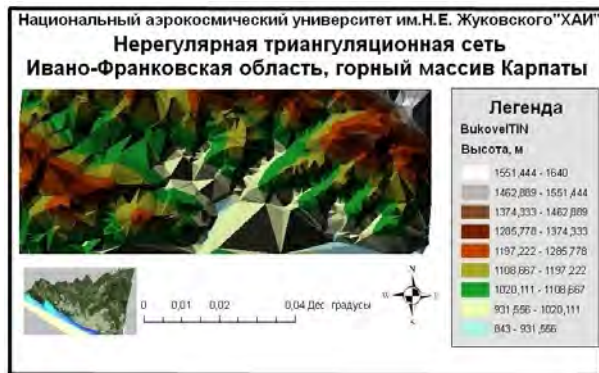 Национальный аэрокосмический университет им.Н.Е. Жуковского"ХАИ"
Нерегулярная триангуляционная сеть
Ивано-Франковская область, горный массив Карпаты
Легенда
BukovelTIN
Высота, м
1551,444 - 1640
1462,889 - 1551,444
1374,333 - 1462,889
1285,778 - 1374,333
1197,222 - 1285,778
1108,667 - 1197,222
1020,111 - 1108,667
931,556 - 1020,111
843 - 931,556
0 0,01 0,02 0,04 Дес. градусы
N
W E
S